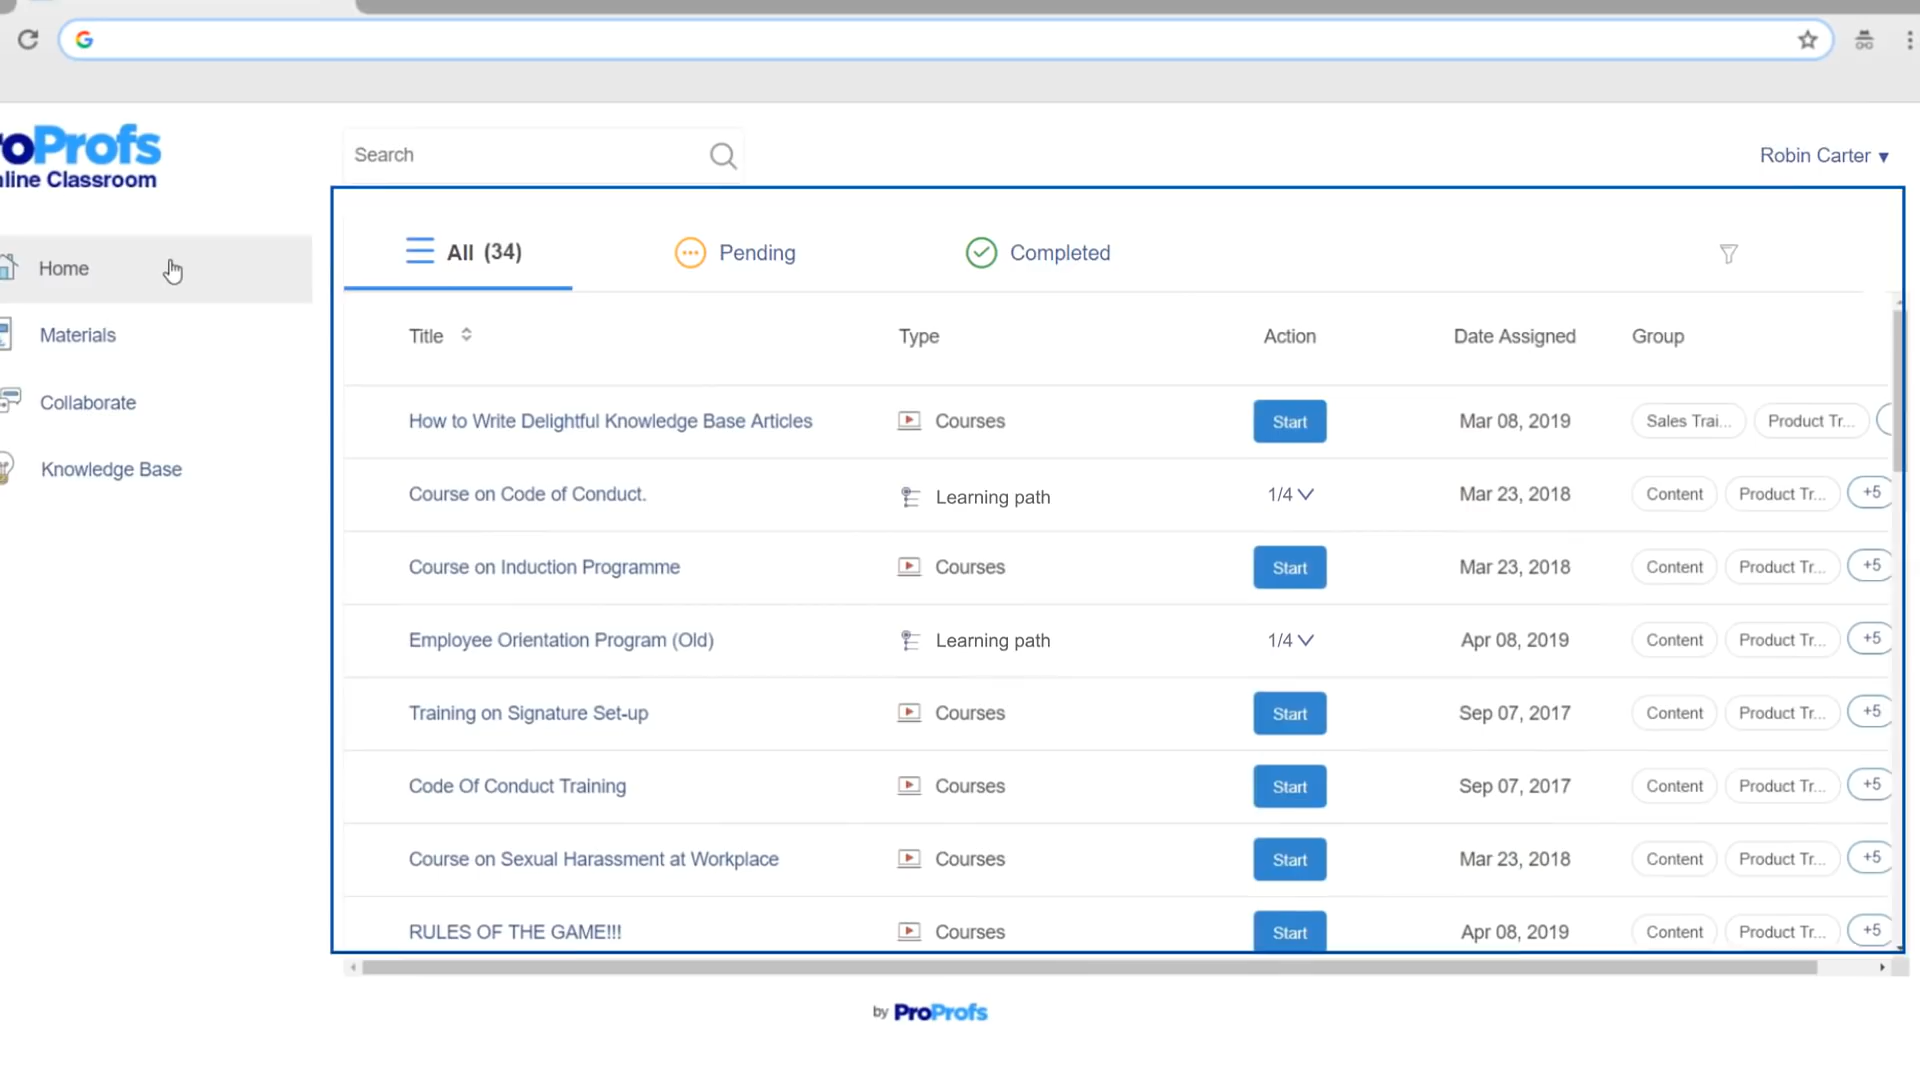 roProfs
nline Classroom
Search
Robin Carter ▾
Home
Materials
Collaborate
Knowledge Base
All (34)
Pending
Completed
Title
Type
Action
Date Assigned
Group
How to Write Delightful Knowledge Base Articles Courses Start Mar 08, 2019 Sales Trai... Product Tr...
Course on Code of Conduct. Learning path 1/4 Mar 23, 2018 Content Product Tr... +5
Course on Induction Programme Courses Start Mar 23, 2018 Content Product Tr... +5
Employee Orientation Program (Old) Learning path 1/4 Apr 08, 2019 Content Product Tr... +5
Training on Signature Set-up Courses Start Sep 07, 2017 Content Product Tr... +5
Code Of Conduct Training Courses Start Sep 07, 2017 Content Product Tr... +5
Course on Sexual Harassment at Workplace Courses Start Mar 23, 2018 Content Product Tr... +5
RULES OF THE GAME!!! Courses Start Apr 08, 2019 Content Product Tr... +5
by ProProfs